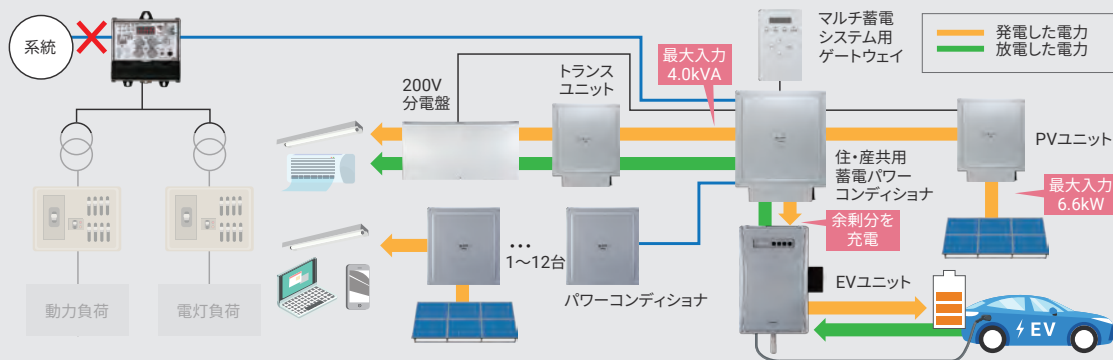 系統
200V
分電盤
トランス
ユニット
最大入力
4.0kVA
マルチ蓄電
システム用
ゲートウェイ
発電した電力
放電した電力
PVユニット
最大入力
6.6kW
住・産共用
蓄電パワー
コンディショナ
余剰分を
充電
…
1～12台
パワーコンディショナ
EVユニット
EV
動力負荷
電灯負荷